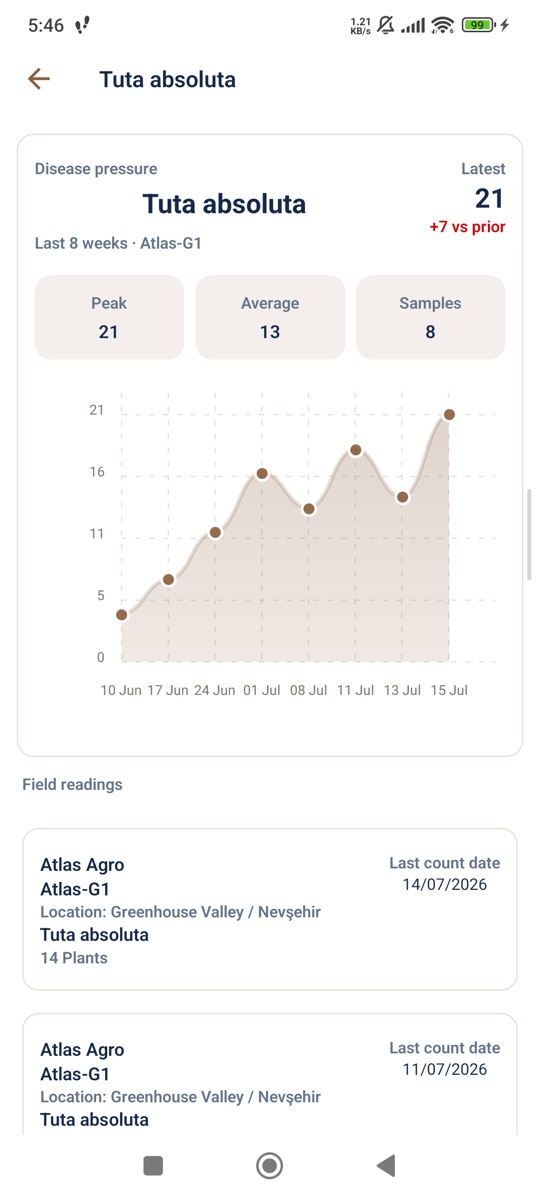 5:46
1.21 KB/s
99
Tuta absoluta
Disease pressure
Latest
Tuta absoluta
21
+7 vs prior
Last 8 weeks · Atlas-G1
Peak
Average
Samples
21
13
8
21
16
11
5
0
10 Jun 17 Jun 24 Jun 01 Jul 08 Jul 11 Jul 13 Jul 15 Jul
Field readings
Atlas Agro
Last count date
Atlas-G1
14/07/2026
Location: Greenhouse Valley / Nevşehir
Tuta absoluta
14 Plants
Atlas Agro
Last count date
Atlas-G1
11/07/2026
Location: Greenhouse Valley / Nevşehir
Tuta absoluta